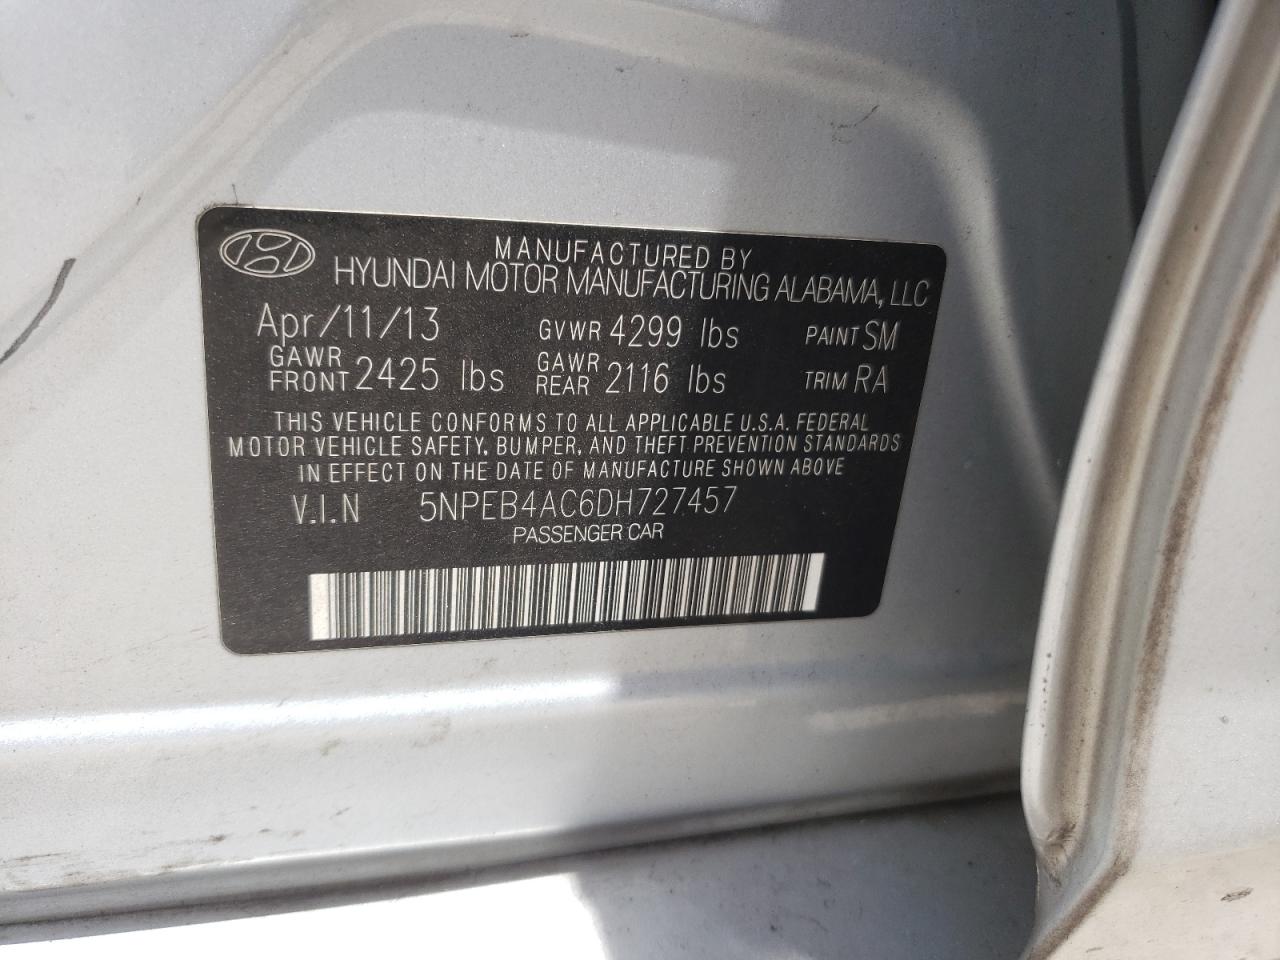 MANUFACTURED BY
HYUNDAI MOTOR MANUFACTURING ALABAMA, LLC
Apr/11/13 GVWR 4299 lbs PAINT SM
GAWR FRONT 2425 lbs GAWR REAR 2116 lbs TRIM RA
THIS VEHICLE CONFORMS TO ALL APPLICABLE U.S.A. FEDERAL
MOTOR VEHICLE SAFETY, BUMPER, AND THEFT PREVENTION STANDARDS
IN EFFECT ON THE DATE OF MANUFACTURE SHOWN ABOVE
V.I.N 5NPEB4AC6DH727457
PASSENGER CAR